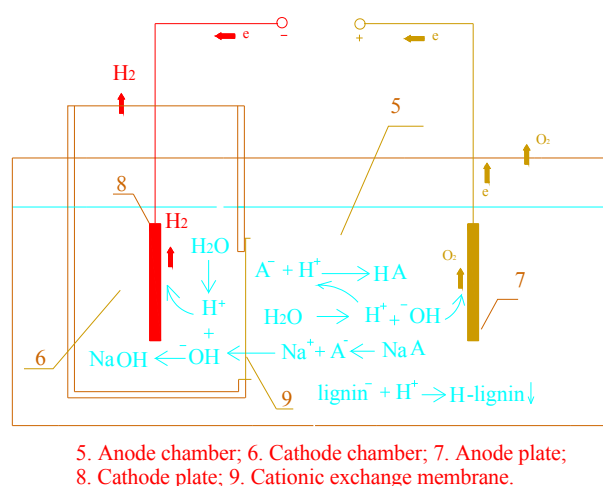 e
−
+
e
H2
5
O2
e
8
H2
H2O
O2
A− + H+ → HA
H+
H2O → H+ + −OH
7
+
6
NaOH ← −OH ← Na+ + A− ← NaA
9
lignin− + H+ → H-lignin↓
5. Anode chamber; 6. Cathode chamber; 7. Anode plate;
8. Cathode plate; 9. Cationic exchange membrane.